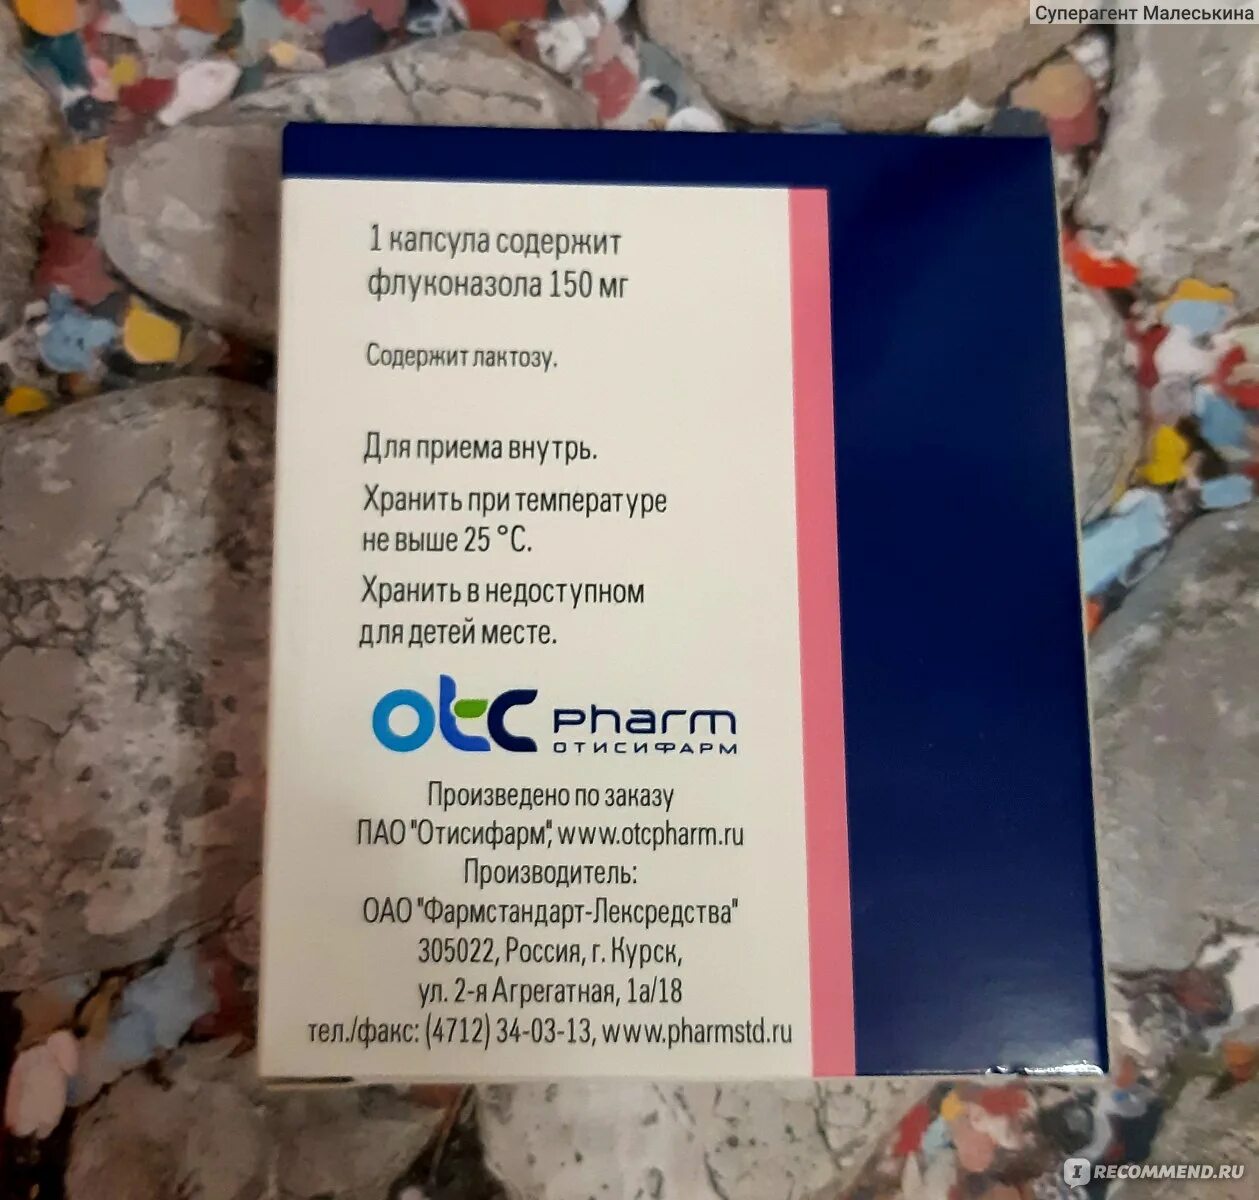 Суперагент Малеськина
1 капсула содержит
флуконазола 150 мг
Содержит лактозу.
Для приема внутрь.
Хранить при температуре
не выше 25 °С.
Хранить в недоступном
для детей месте.
otc pharm
ОТИСИФАРМ
Произведено по заказу
ПАО "Отисифарм", www.otcpharm.ru
Производитель:
ОАО "Фармстандарт-Лексредства"
305022, Россия, г. Курск,
ул. 2-я Агрегатная, 1а/18
тел./факс: (4712) 34-03-13, www.pharmstd.ru
I RECOMMEND.RU